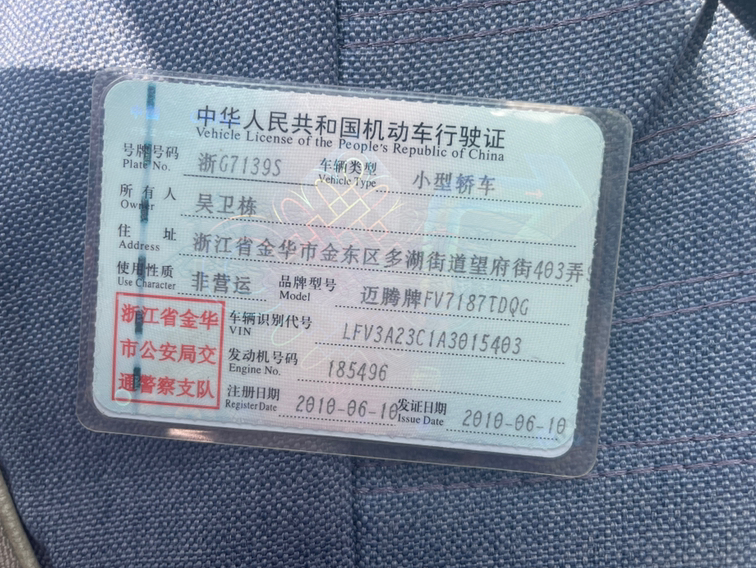 中华人民共和国机动车行驶证
Vehicle License of the People's Republic of China
号牌号码 浙G7139S 车辆类型 小型轿车
Plate No. Vehicle Type
所有人 吴卫栋
Owner
住址 浙江省金华市金东区多湖街道望府街403弄
Address
使用性质 非营运 品牌型号 迈腾牌FV7187TDQG
Use Character Model
浙江省金华
市公安局交
通警察支队
车辆识别代号 LFV3A23C1A3015403
VIN
发动机号码 185496
Engine No.
注册日期 2010-06-10 发证日期 2010-06-10
Register Date Issue Date